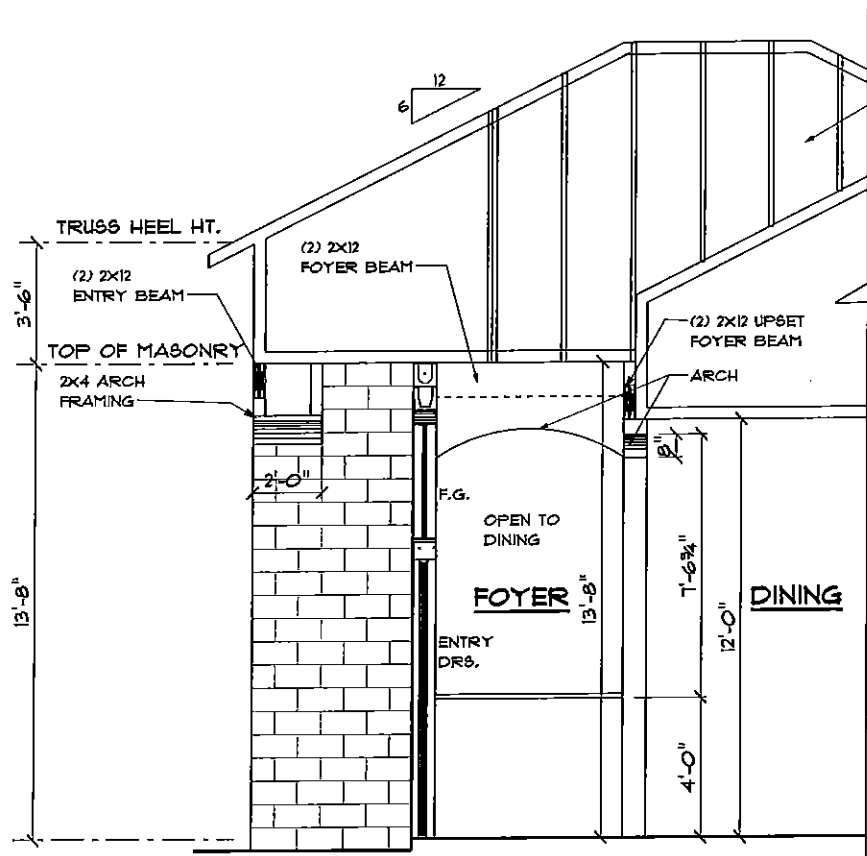 12
6
TRUSS HEEL HT.
(2) 2X12
ENTRY BEAM
(2) 2X12
FOYER BEAM
3'-6"
TOP OF MASONRY
(2) 2X12 UPSET
FOYER BEAM
2X4 ARCH
FRAMING
ARCH
8"
2'-0"
F.G.
OPEN TO
DINING
7'-6¾"
13'-8"
FOYER
13'-8"
DINING
12'-0"
ENTRY
DRS.
4'-0"